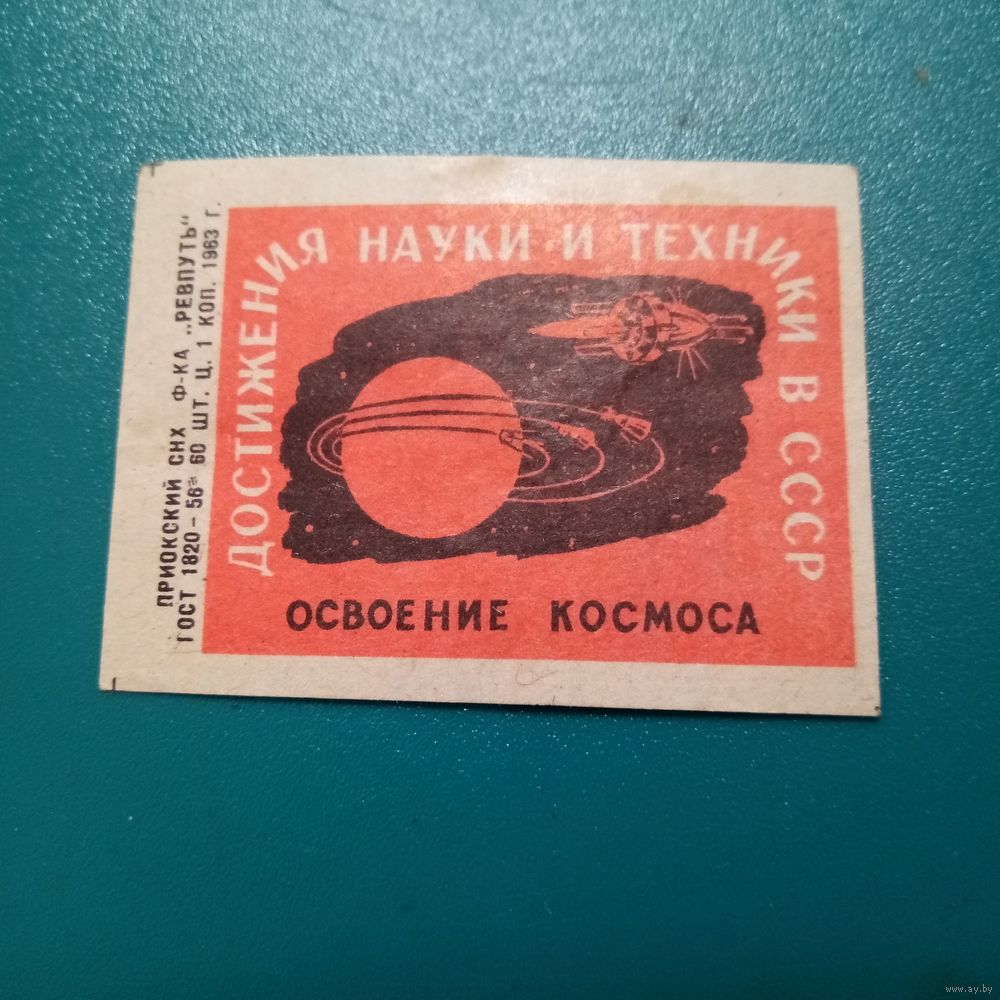 ПРИОКСКИЙ СНХ Ф-КА „РЕВПУТЬ“
ГОСТ 1820-56 60 ШТ. Ц. 1 КОП. 1963 Г.
ДОСТИЖЕНИЯ НАУКИ И ТЕХНИКИ В СССР
ОСВОЕНИЕ КОСМОСА
www.ay.by